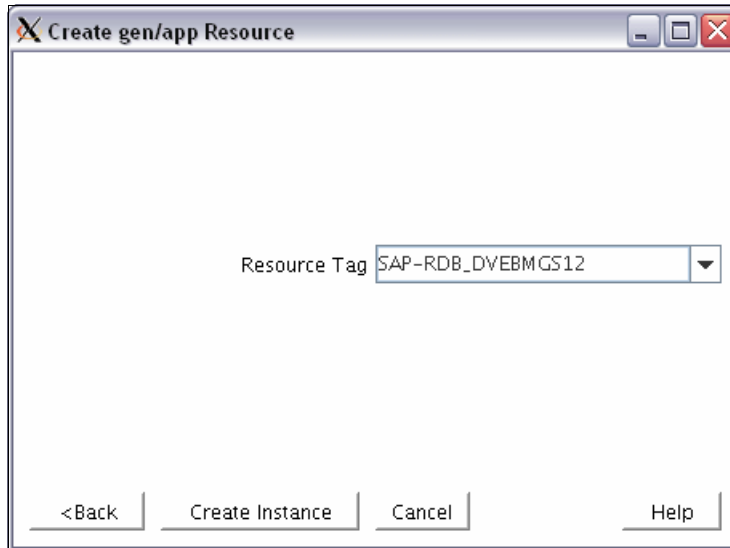 Create gen/app Resource
Resource Tag SAP-RDB_DVEBMGS12
<Back Create Instance Cancel Help